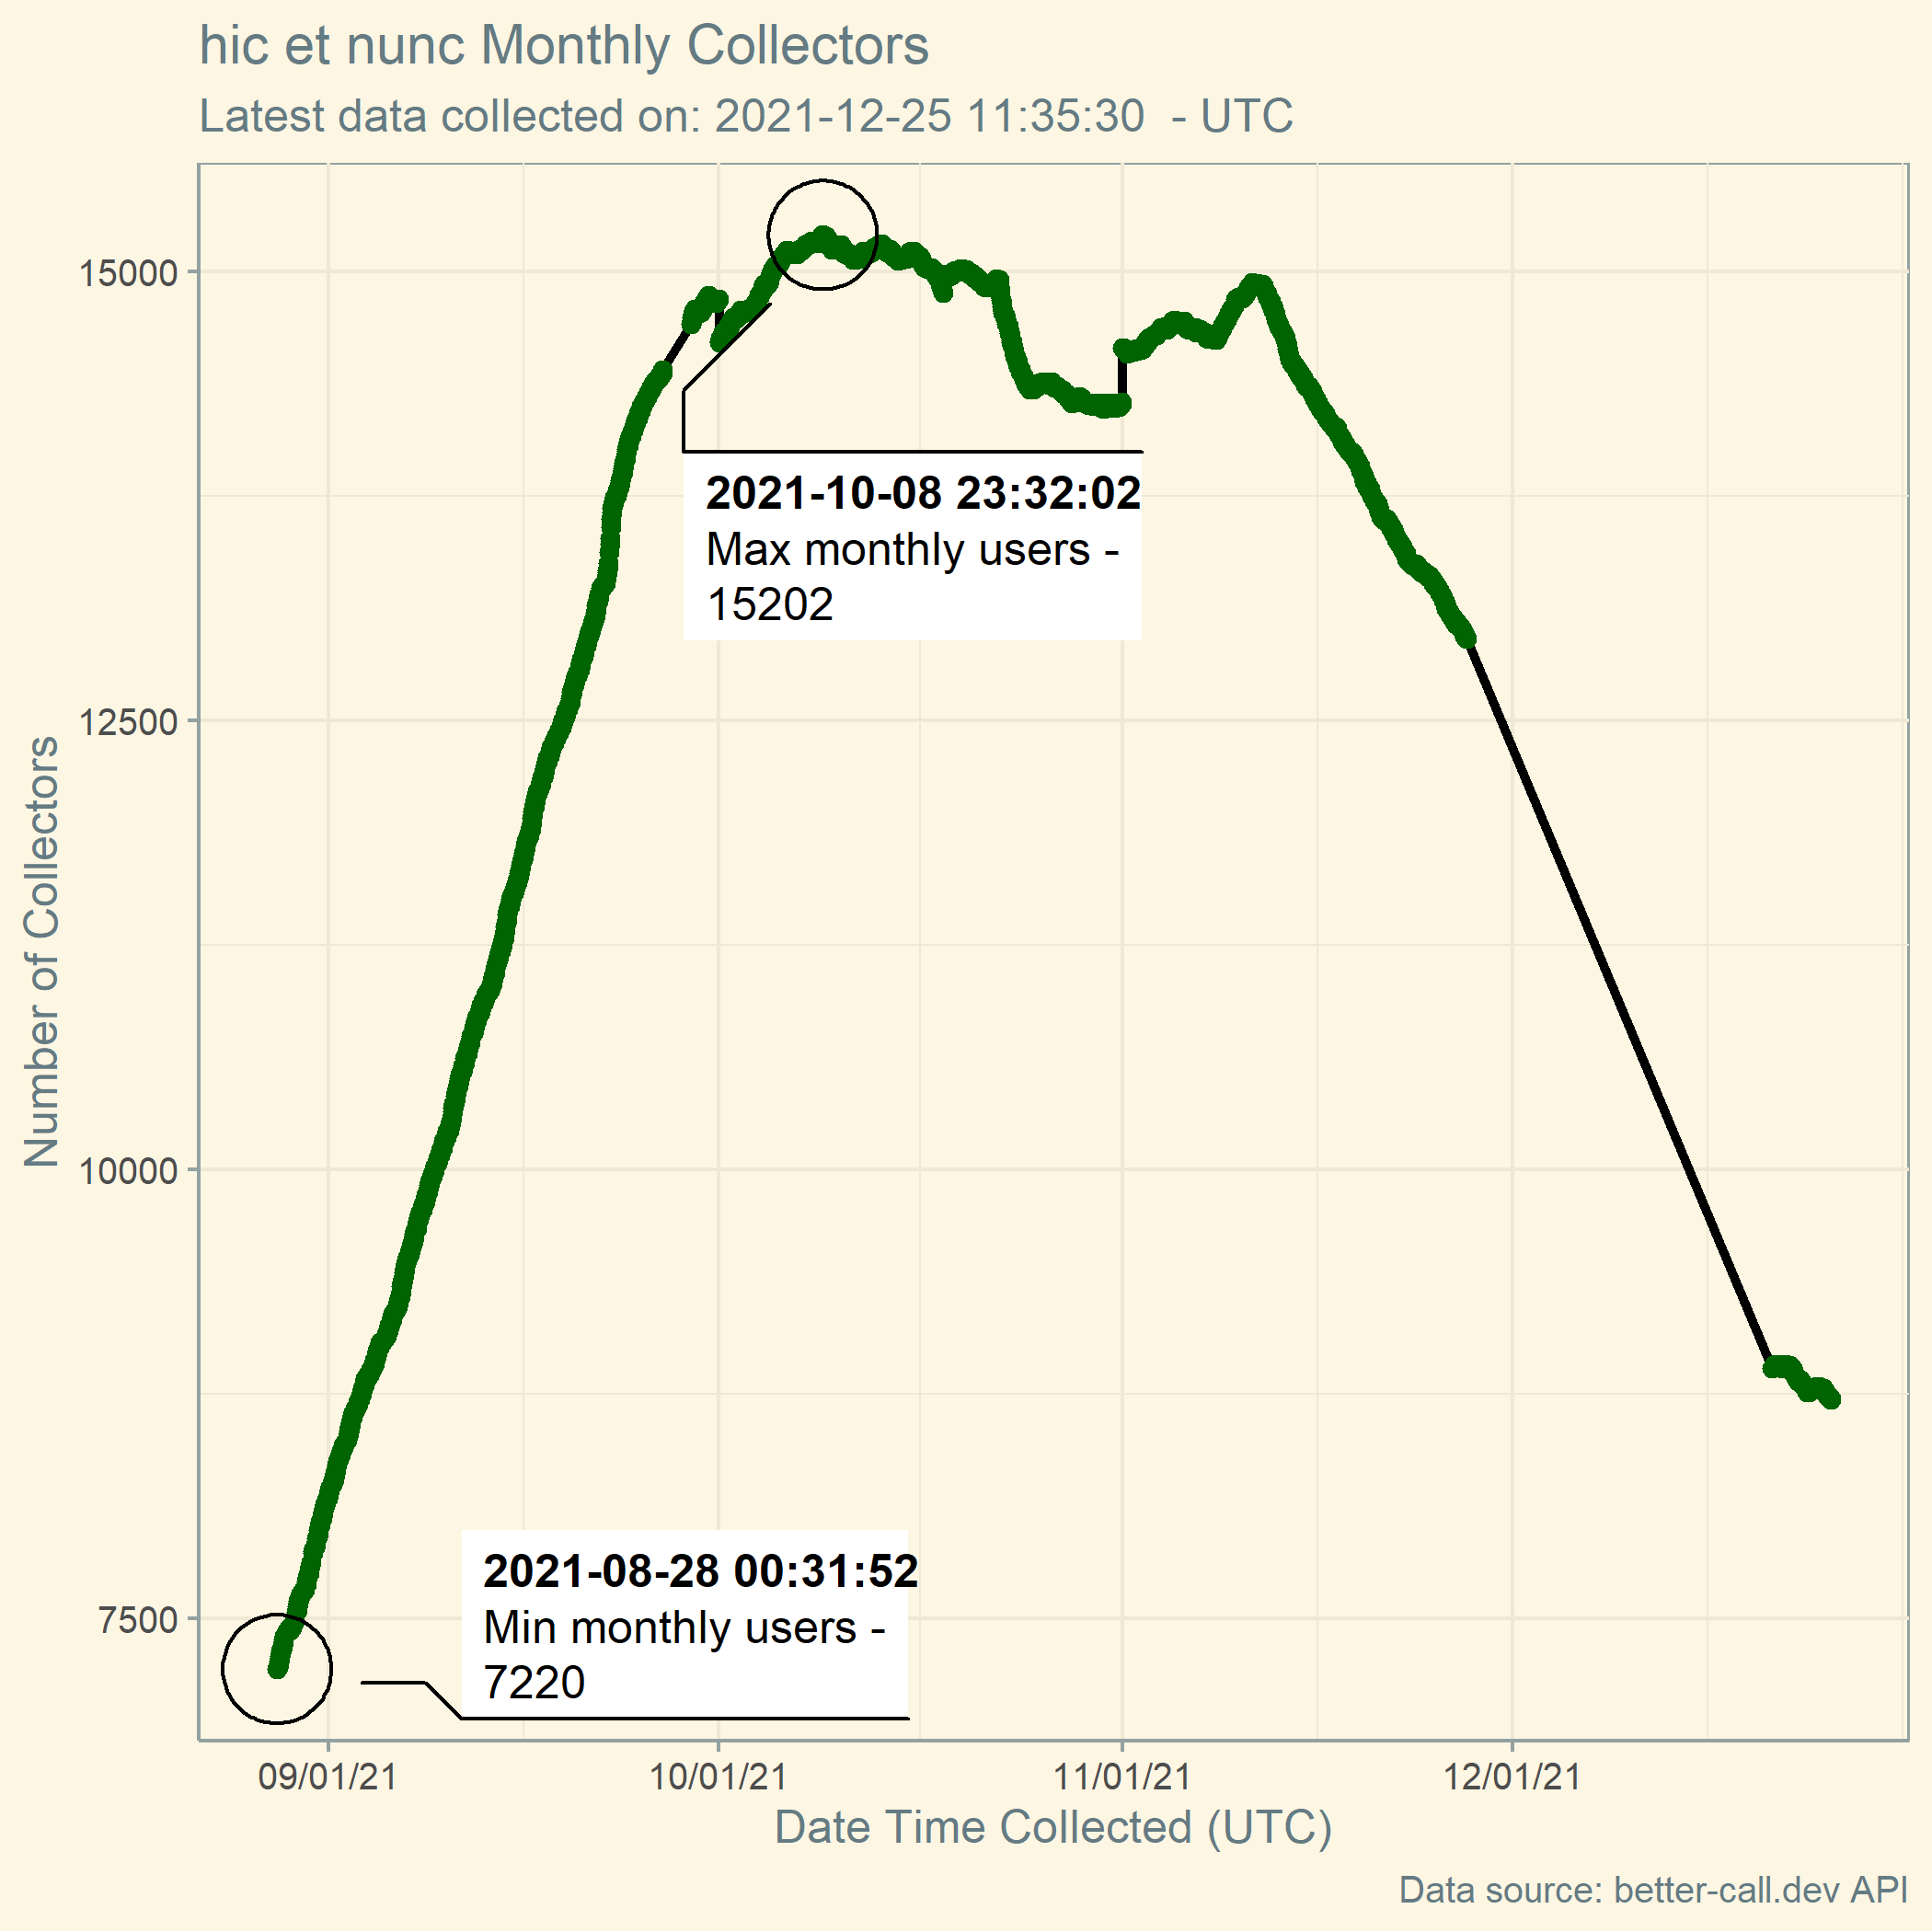 hic et nunc Monthly Collectors
Latest data collected on: 2021-12-25 11:35:30  - UTC
Number of Collectors
15000
12500
10000
7500
2021-10-08 23:32:02
Max monthly users -
15202
2021-08-28 00:31:52
Min monthly users -
7220
09/01/21
10/01/21
11/01/21
12/01/21
Date Time Collected (UTC)
Data source: better-call.dev API